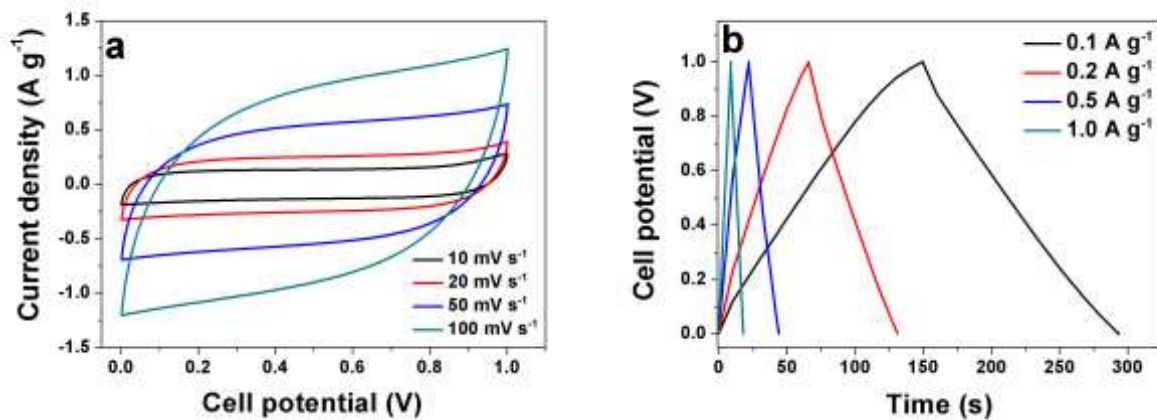 a
Current density (A g⁻¹)
1.5
1.0
0.5
0.0
-0.5
-1.0
-1.5
10 mV s⁻¹
20 mV s⁻¹
50 mV s⁻¹
100 mV s⁻¹
0.0 0.2 0.4 0.6 0.8 1.0
Cell potential (V)
b
Cell potential (V)
1.0
0.8
0.6
0.4
0.2
0.0
0.1 A g⁻¹
0.2 A g⁻¹
0.5 A g⁻¹
1.0 A g⁻¹
0 50 100 150 200 250 300
Time (s)